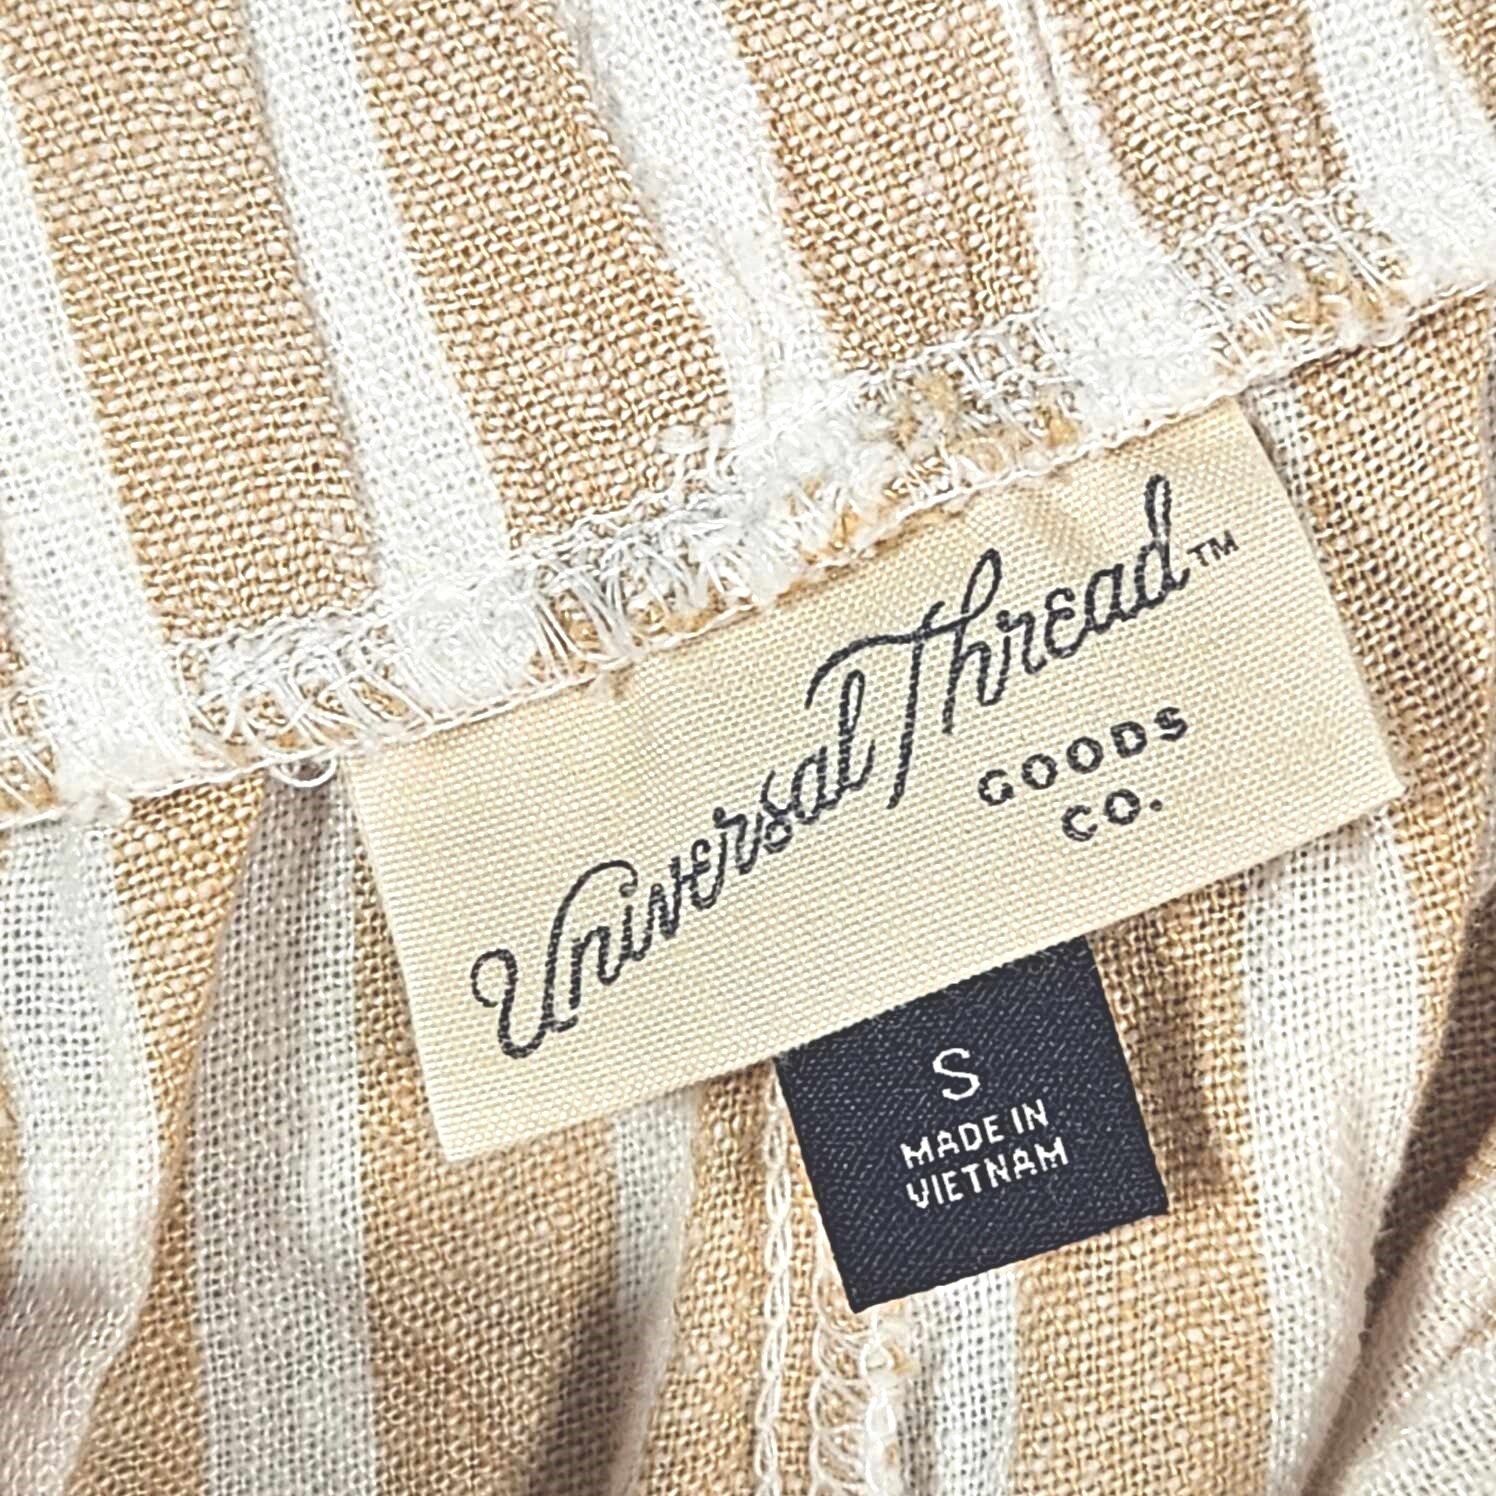 Universal Thread™
GOODS
CO.
S
MADE IN
VIETNAM